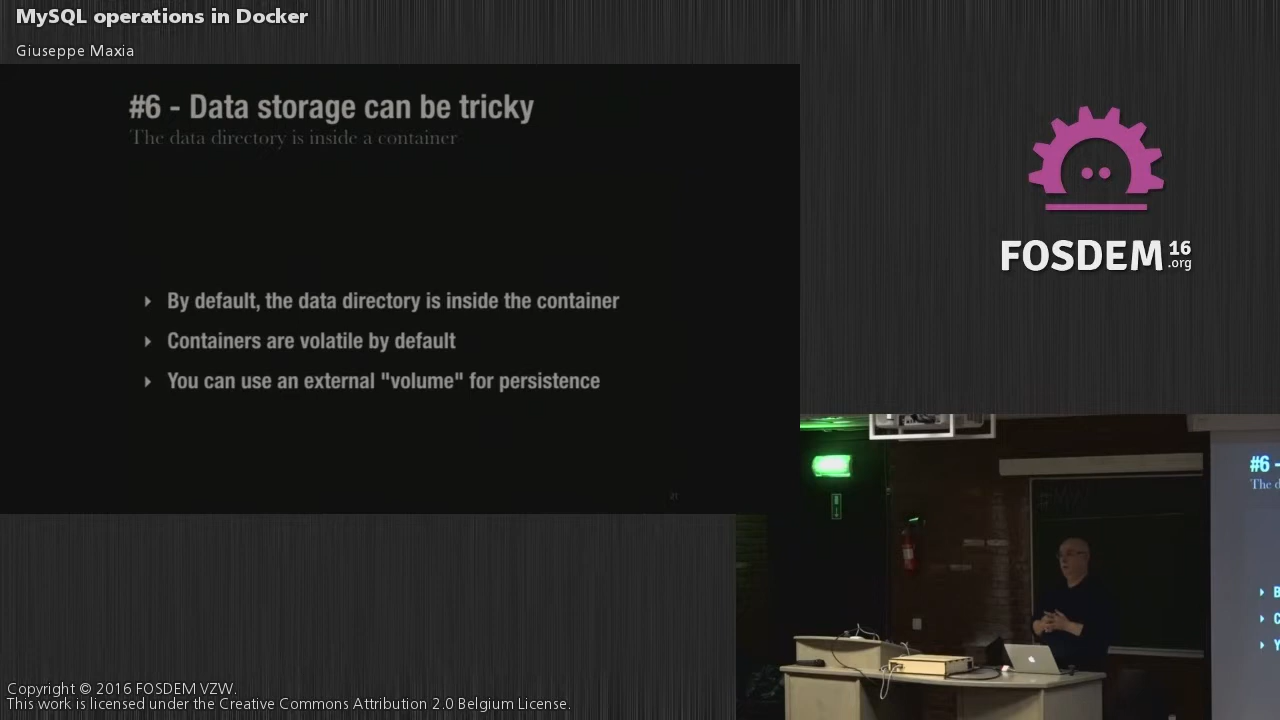 MySQL operations in Docker
Giuseppe Maxia
#6 - Data storage can be tricky
The data directory is inside a container
By default, the data directory is inside the container
Containers are volatile by default
You can use an external "volume" for persistence
FOSDEM 16
.org
#6 -
The d
B
C
Y
Copyright © 2016 FOSDEM VZW.
This work is licensed under the Creative Commons Attribution 2.0 Belgium License.